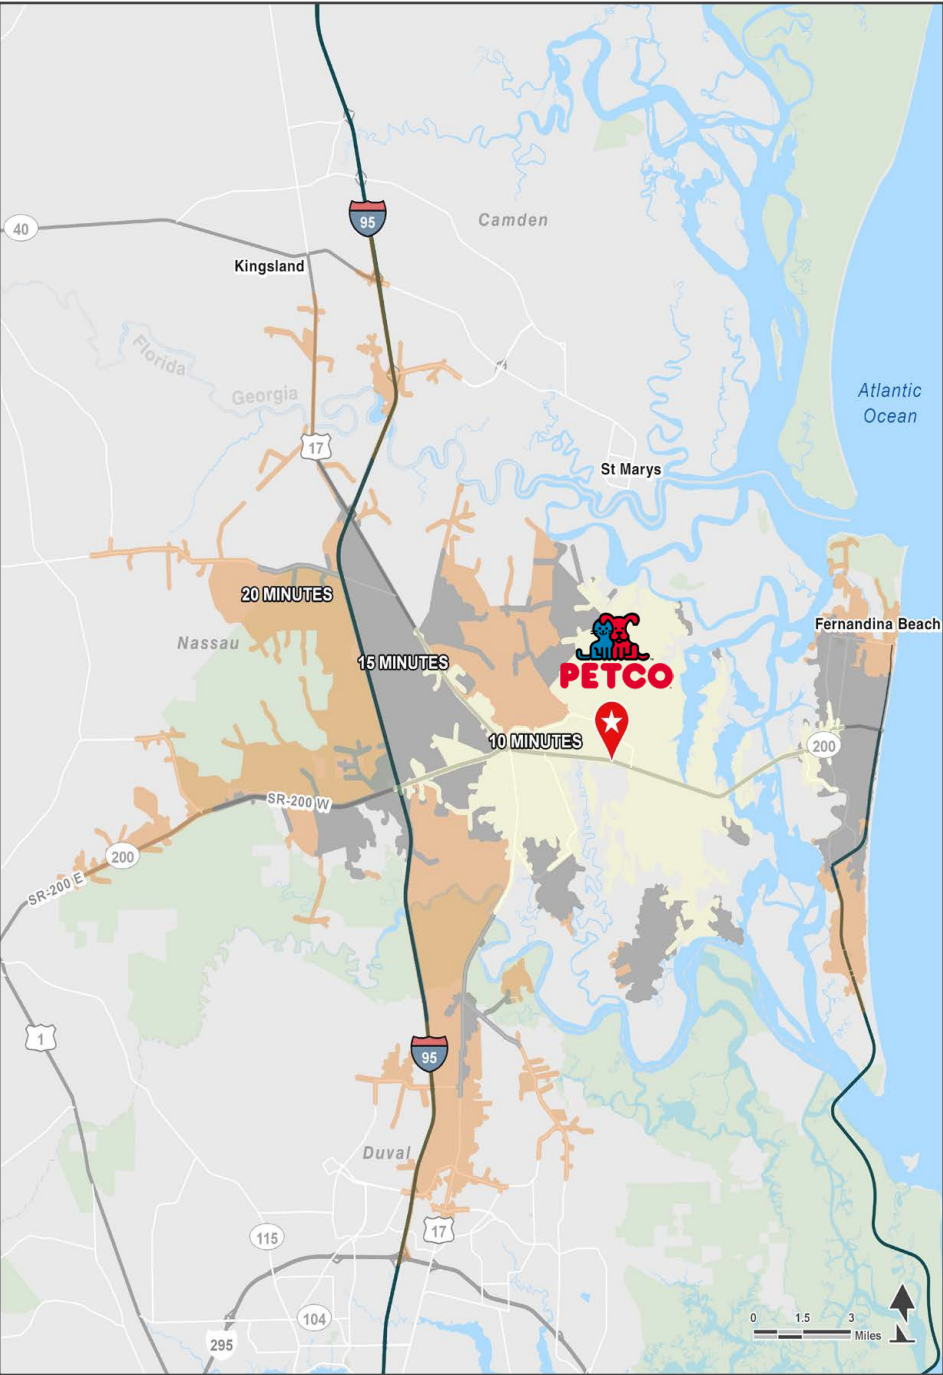 95
Camden
40
Kingsland
Florida
Georgia
Atlantic
Ocean
17
St Marys
20 MINUTES
Fernandina Beach
Nassau
15 MINUTES
PETCO
10 MINUTES
200
SR-200 W
200
SR-200 E
1
95
Duval
17
115
104
295
0 1.5 3
Miles